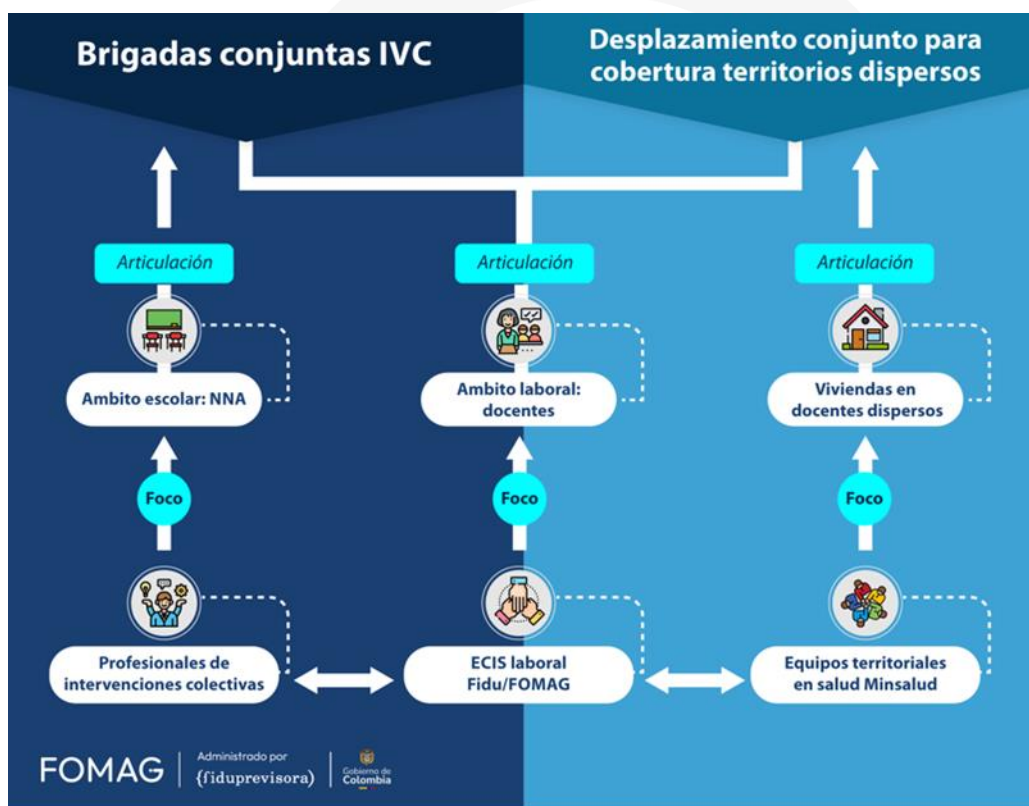 Brigadas conjuntas IVC
Desplazamiento conjunto para
cobertura territorios dispersos
Articulación
Articulación
Articulación
Ambito escolar: NNA
Ambito laboral:
docentes
Viviendas en
docentes dispersos
Foco
Foco
Foco
Profesionales de
intervenciones colectivas
ECIS laboral
Fidu/FOMAG
Equipos territoriales
en salud Minsalud
FOMAG
Administrado por
{fiduprevisora)
Gobierno de
Colombia